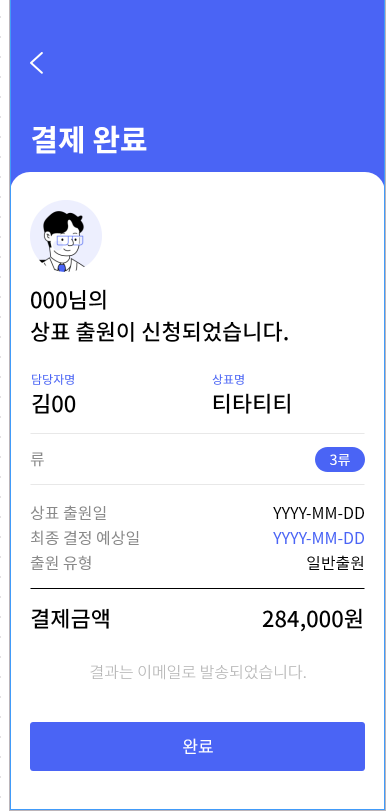 결제 완료
000님의
상표 출원이 신청되었습니다.
담당자명 상표명
김00 티타티티
류 3류
상표 출원일 YYYY-MM-DD
최종 결정 예상일 YYYY-MM-DD
출원 유형 일반출원
결제금액 284,000원
결과는 이메일로 발송되었습니다.
완료